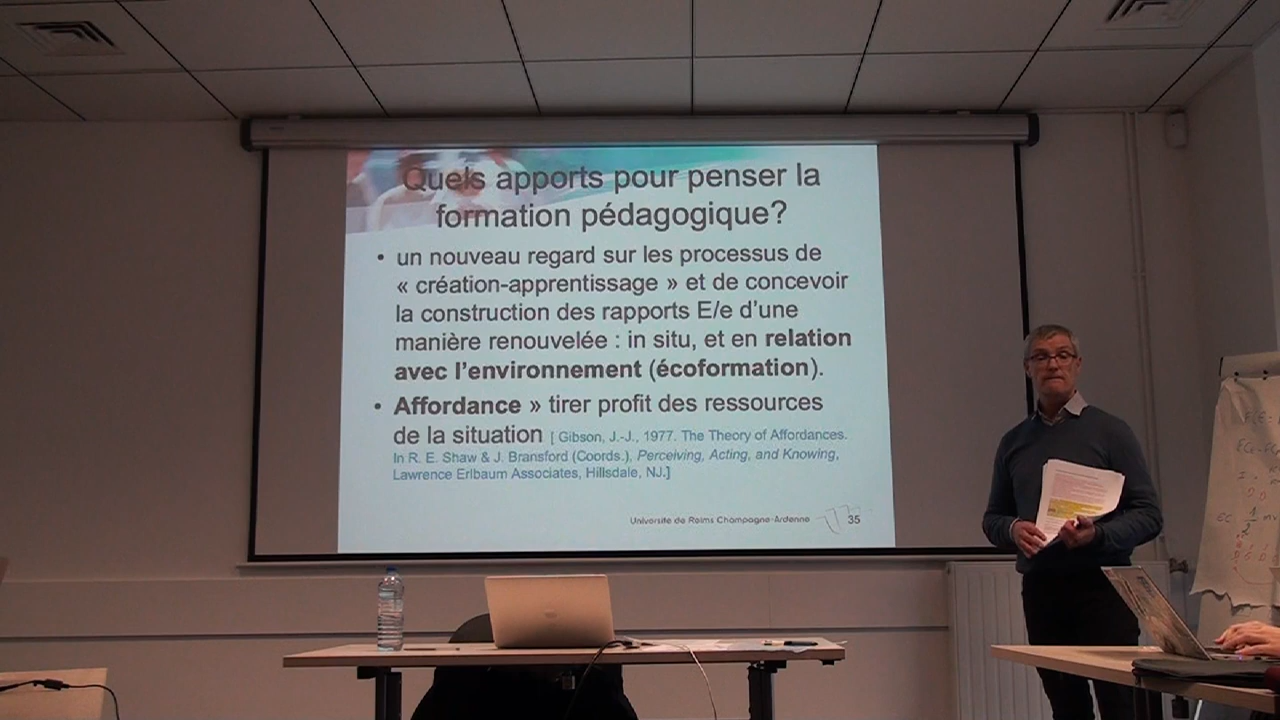 Quels apports pour penser la
formation pédagogique?
• un nouveau regard sur les processus de
« création-apprentissage » et de concevoir
la construction des rapports E/e d'une
manière renouvelée : in situ, et en relation
avec l'environnement (écoformation).
• Affordance » tirer profit des ressources
de la situation [ Gibson, J.-J., 1977. The Theory of Affordances.
In R. E. Shaw & J. Bransford (Coords.), Perceiving, Acting, and Knowing,
Lawrence Erlbaum Associates, Hillsdale, NJ.]
Université de Reims Champagne-Ardenne
35